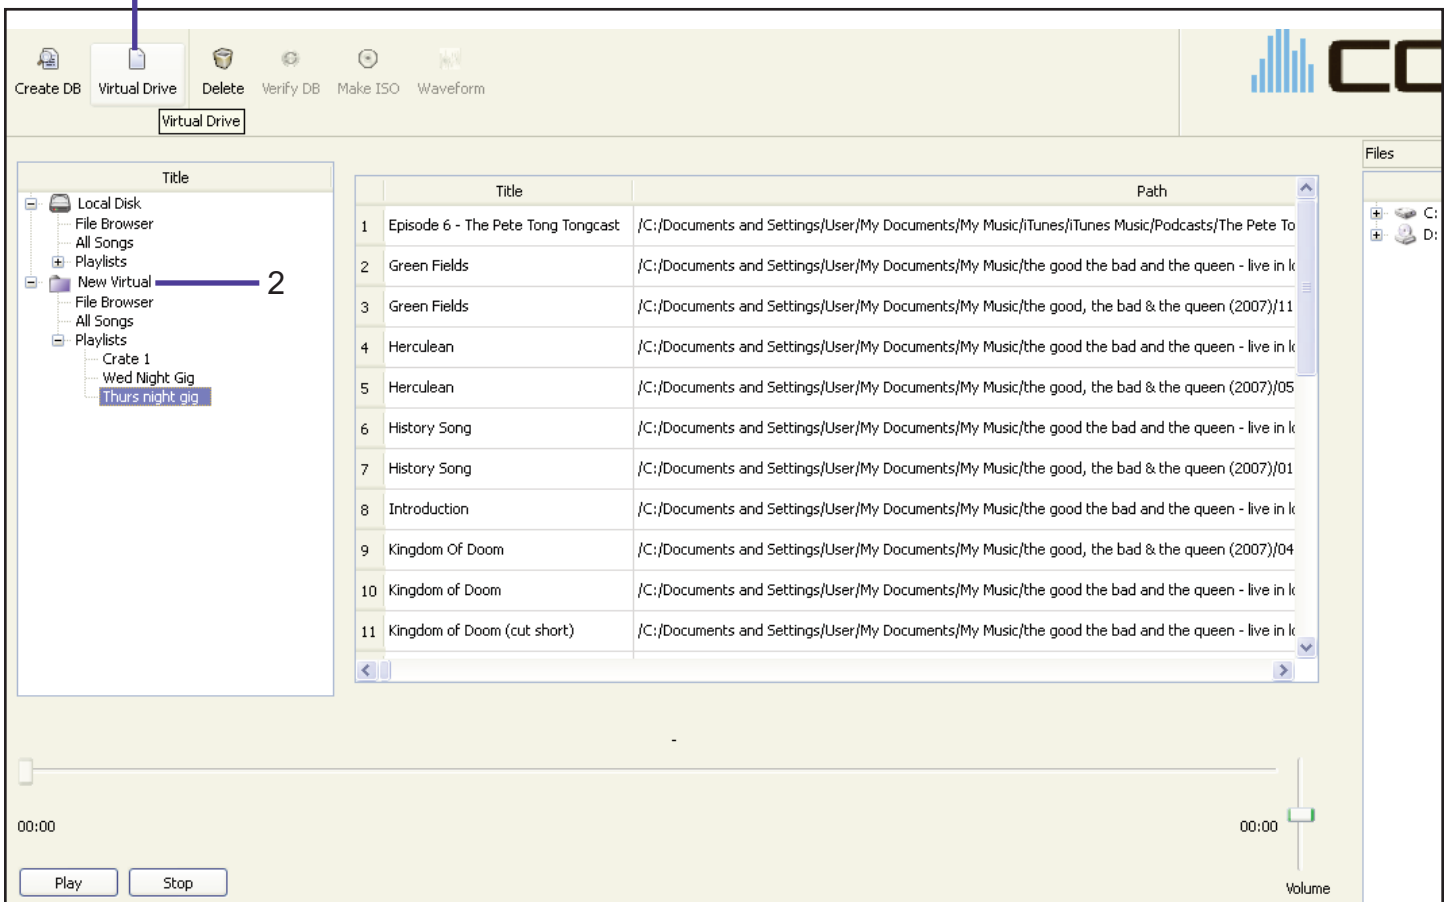 Create DB Virtual Drive Delete Verify DB Make ISO Waveform
Virtual Drive
Title
Local Disk
File Browser
All Songs
Playlists
New Virtual 2
File Browser
All Songs
Playlists
Crate 1
Wed Night Gig
Thurs night gig
Title Path
1 Episode 6 - The Pete Tong Tongcast /C:/Documents and Settings/User/My Documents/My Music/iTunes/iTunes Music/Podcasts/The Pete To
2 Green Fields /C:/Documents and Settings/User/My Documents/My Music/the good the bad and the queen - live in lo
3 Green Fields /C:/Documents and Settings/User/My Documents/My Music/the good, the bad & the queen (2007)/11
4 Herculean /C:/Documents and Settings/User/My Documents/My Music/the good the bad and the queen - live in lo
5 Herculean /C:/Documents and Settings/User/My Documents/My Music/the good, the bad & the queen (2007)/05
6 History Song /C:/Documents and Settings/User/My Documents/My Music/the good the bad and the queen - live in lo
7 History Song /C:/Documents and Settings/User/My Documents/My Music/the good, the bad & the queen (2007)/01
8 Introduction /C:/Documents and Settings/User/My Documents/My Music/the good the bad and the queen - live in lo
9 Kingdom Of Doom /C:/Documents and Settings/User/My Documents/My Music/the good, the bad & the queen (2007)/04
10 Kingdom of Doom /C:/Documents and Settings/User/My Documents/My Music/the good the bad and the queen - live in lo
11 Kingdom of Doom (cut short) /C:/Documents and Settings/User/My Documents/My Music/the good the bad and the queen - live in lo
Files
C:
D:
-
00:00 00:00
Play Stop
Volume